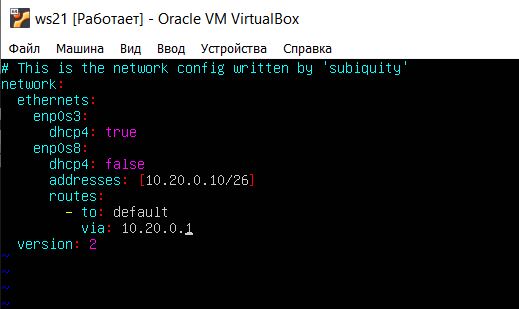 ws21 [Работает] - Oracle VM VirtualBox
Файл Машина Вид Ввод Устройства Справка
# This is the network config written by 'subiquity'
network:
  ethernets:
    enp0s3:
      dhcp4: true
    enp0s8:
      dhcp4: false
      addresses: [10.20.0.10/26]
      routes:
        - to: default
          via: 10.20.0.1
  version: 2
~
~
~
~